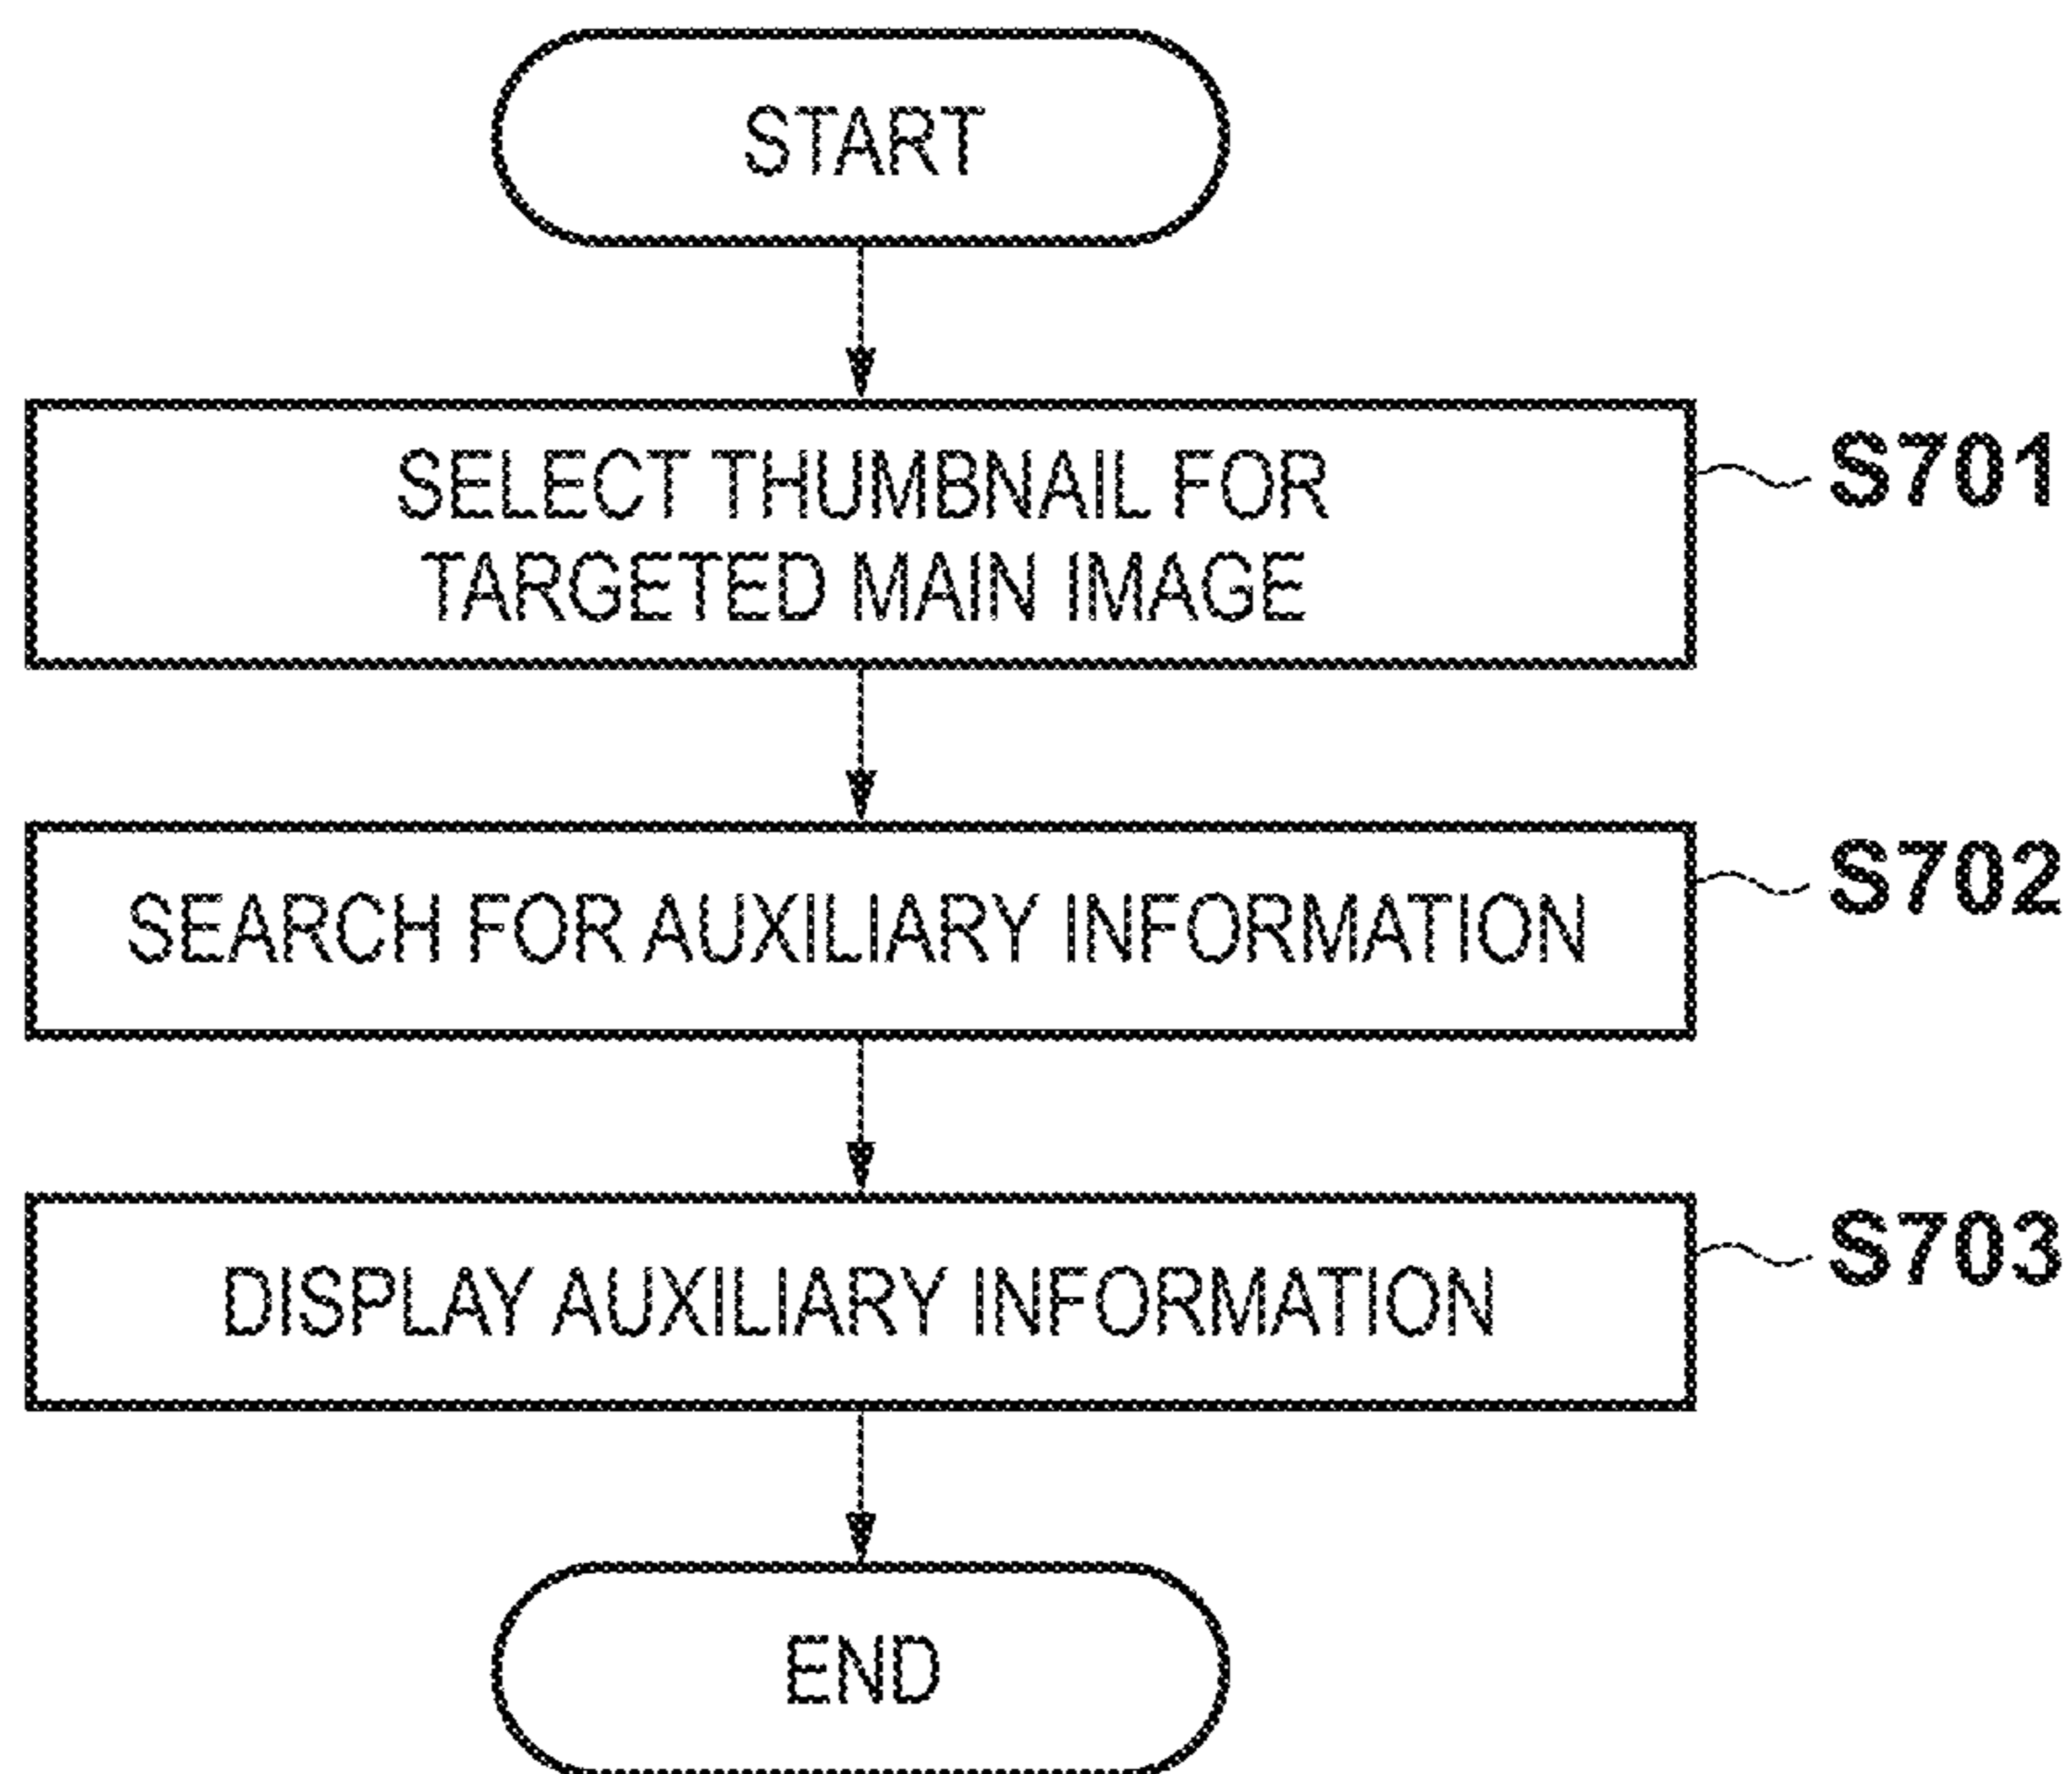 START
SELECT THUMBNAIL FOR
TARGETED MAIN IMAGE
S701
SEARCH FOR AUXILIARY INFORMATION
S702
DISPLAY AUXILIARY INFORMATION
S703
END